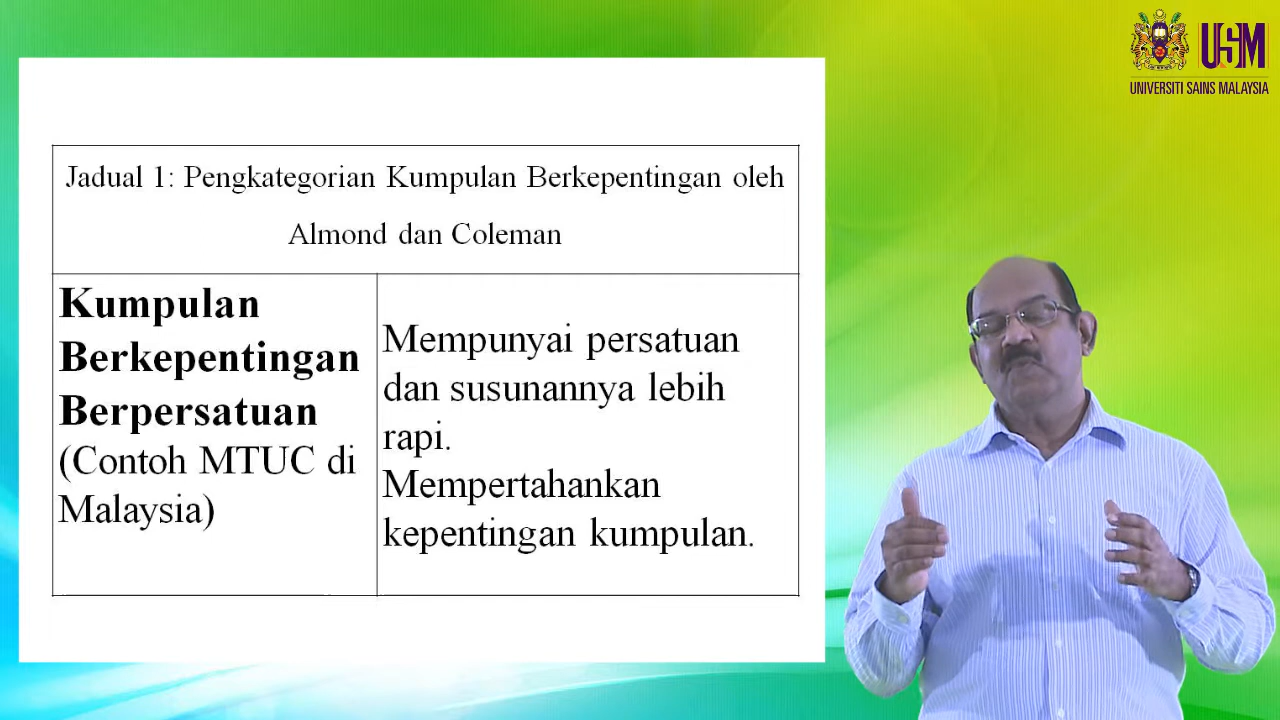 USM
UNIVERSITI SAINS MALAYSIA
Jadual 1: Pengkategorian Kumpulan Berkepentingan oleh
Almond dan Coleman
Kumpulan
Berkepentingan
Berpersatuan
(Contoh MTUC di
Malaysia)
Mempunyai persatuan
dan susunannya lebih
rapi.
Mempertahankan
kepentingan kumpulan.